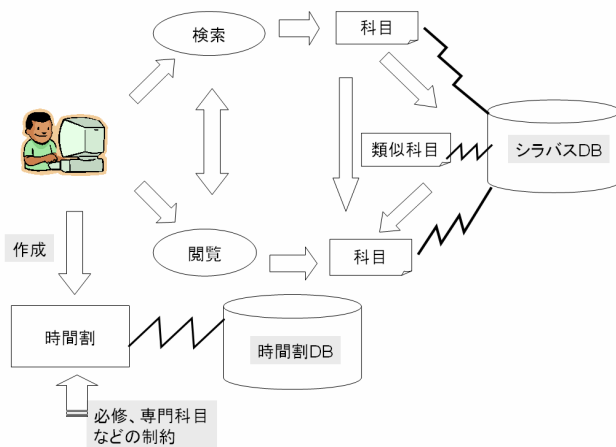 検索
科目
類似科目
シラバスDB
閲覧
科目
作成
時間割
時間割DB
必修、専門科目
などの制約